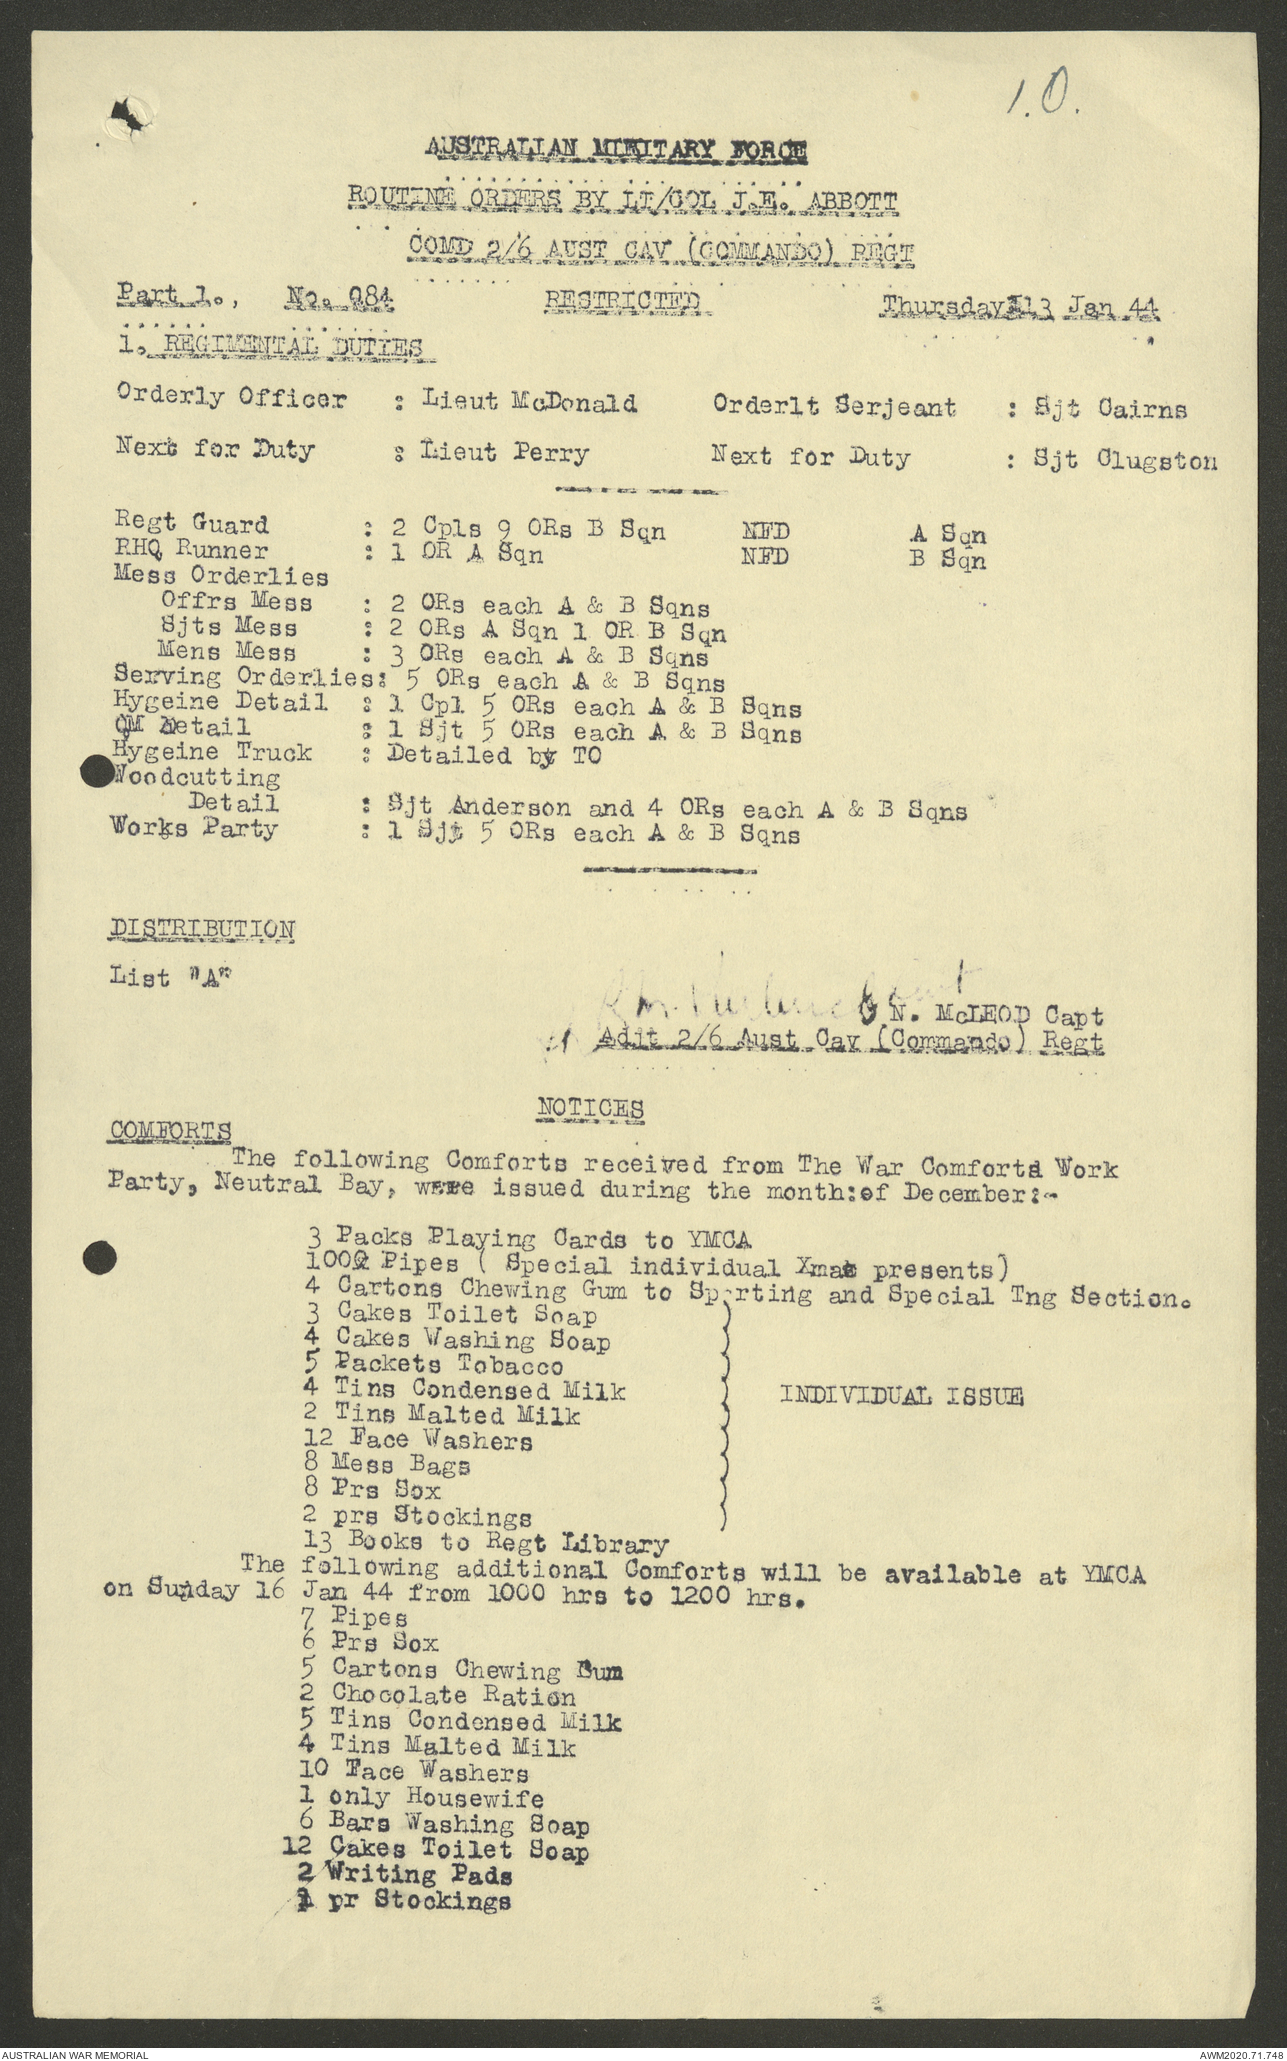 1.0.
AUSTRALIAN MILITARY FORCE
ROUTINE ORDERS BY LT/COL J.E. ABBOTT
COMD 2/6 AUST CAV (COMMANDO) REGT
Part 1., No. 084 RESTRICTED Thursday 13 Jan 44
1. REGIMENTAL DUTIES
Orderly Officer : Lieut McDonald Orderlt Serjeant : Sjt Cairns
Next for Duty : Lieut Perry Next for Duty : Sjt Clugston
Regt Guard : 2 Cpls 9 ORs B Sqn NFD A Sqn
RHQ Runner : 1 OR A Sqn NFD B Sqn
Mess Orderlies
Offrs Mess : 2 ORs each A & B Sqns
Sjts Mess : 2 ORs A Sqn 1 OR B Sqn
Mens Mess : 3 ORs each A & B Sqns
Serving Orderlies: 5 ORs each A & B Sqns
Hygeine Detail : 1 Cpl 5 ORs each A & B Sqns
QM Detail : 1 Sjt 5 ORs each A & B Sqns
Hygeine Truck : Detailed by TO
Woodcutting
Detail : Sjt Anderson and 4 ORs each A & B Sqns
Works Party : 1 Sjt 5 ORs each A & B Sqns
DISTRIBUTION
List "A"
N. McLEOD Capt
Adjt 2/6 Aust Cav (Commando) Regt
NOTICES
COMFORTS
The following Comforts received from The War Comforts Work
Party, Neutral Bay, were issued during the month:of December:-
3 Packs Playing Cards to YMCA
1002 Pipes ( Special individual Xmas presents)
4 Cartons Chewing Gum to Sporting and Special Tng Section.
3 Cakes Toilet Soap
4 Cakes Washing Soap
5 Packets Tobacco
4 Tins Condensed Milk INDIVIDUAL ISSUE
2 Tins Malted Milk
12 Face Washers
8 Mess Bags
8 Prs Sox
2 prs Stockings
13 Books to Regt Library
The following additional Comforts will be available at YMCA
on Sunday 16 Jan 44 from 1000 hrs to 1200 hrs.
7 Pipes
6 Prs Sox
5 Cartons Chewing Gum
2 Chocolate Ration
5 Tins Condensed Milk
4 Tins Malted Milk
10 Face Washers
1 only Housewife
6 Bars Washing Soap
12 Cakes Toilet Soap
2 Writing Pads
1 pr Stockings
AUSTRALIAN WAR MEMORIAL AWM2020.71.748